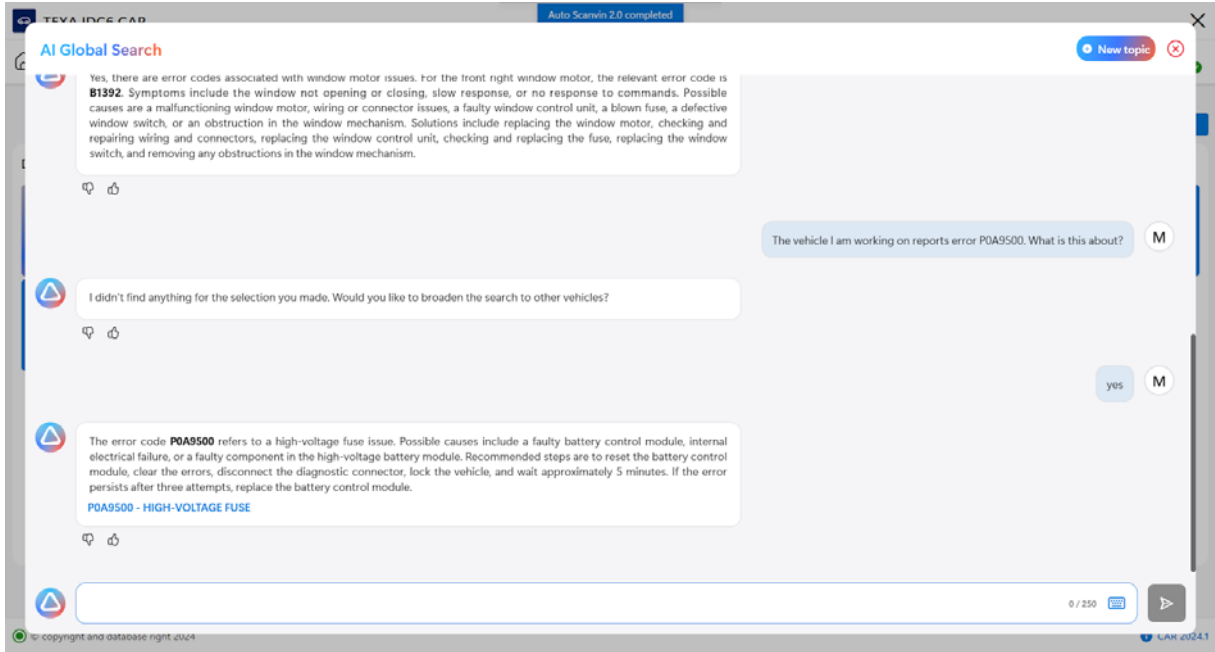 TEXA IDC6 CAR
Auto Scanvin 2.0 completed
AI Global Search
New topic
Yes, there are error codes associated with window motor issues. For the front right window motor, the relevant error code is
B1392. Symptoms include the window not opening or closing, slow response, or no response to commands. Possible
causes are a malfunctioning window motor, wiring or connector issues, a faulty window control unit, a blown fuse, a defective
window switch, or an obstruction in the window mechanism. Solutions include replacing the window motor, checking and
repairing wiring and connectors, replacing the window control unit, checking and replacing the fuse, replacing the window
switch, and removing any obstructions in the window mechanism.
The vehicle I am working on reports error P0A9500. What is this about?
M
I didn't find anything for the selection you made. Would you like to broaden the search to other vehicles?
yes
M
The error code P0A9500 refers to a high-voltage fuse issue. Possible causes include a faulty battery control module, internal
electrical failure, or a faulty component in the high-voltage battery module. Recommended steps are to reset the battery control
module, clear the errors, disconnect the diagnostic connector, lock the vehicle, and wait approximately 5 minutes. If the error
persists after three attempts, replace the battery control module.
P0A9500 - HIGH-VOLTAGE FUSE
0 / 250
© copyright and database right 2024
CAR 2024.1